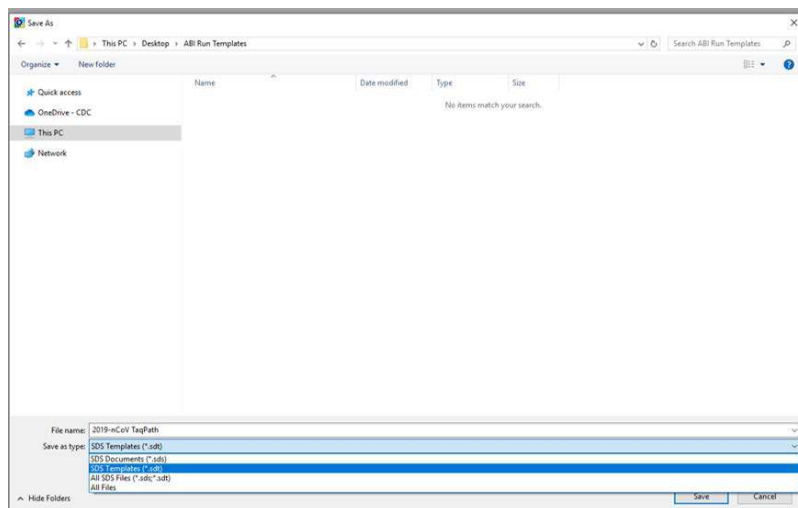 Save As
This PC › Desktop › ABI Run Templates
Search ABI Run Templates
Organize
New folder
Name
Date modified
Type
Size
No items match your search.
Quick access
OneDrive - CDC
This PC
Network
File name: 2019-nCoV TaqPath
Save as type: SDS Templates (*.sdt)
SDS Documents (*.sds)
SDS Templates (*.sdt)
All SDS Files (*.sds;*.sdt)
All Files
Hide Folders
Save
Cancel